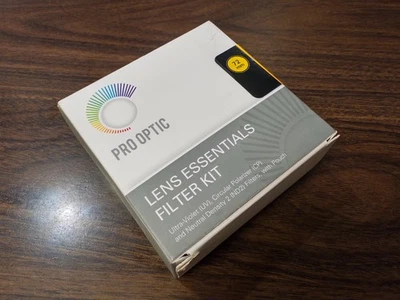 72
mm
PRO OPTIC
LENS ESSENTIALS
FILTER KIT
Ultra-Violet (UV), Circular Polarizer (CP),
and Neutral Density 2 (ND2) Filters, with Pouch